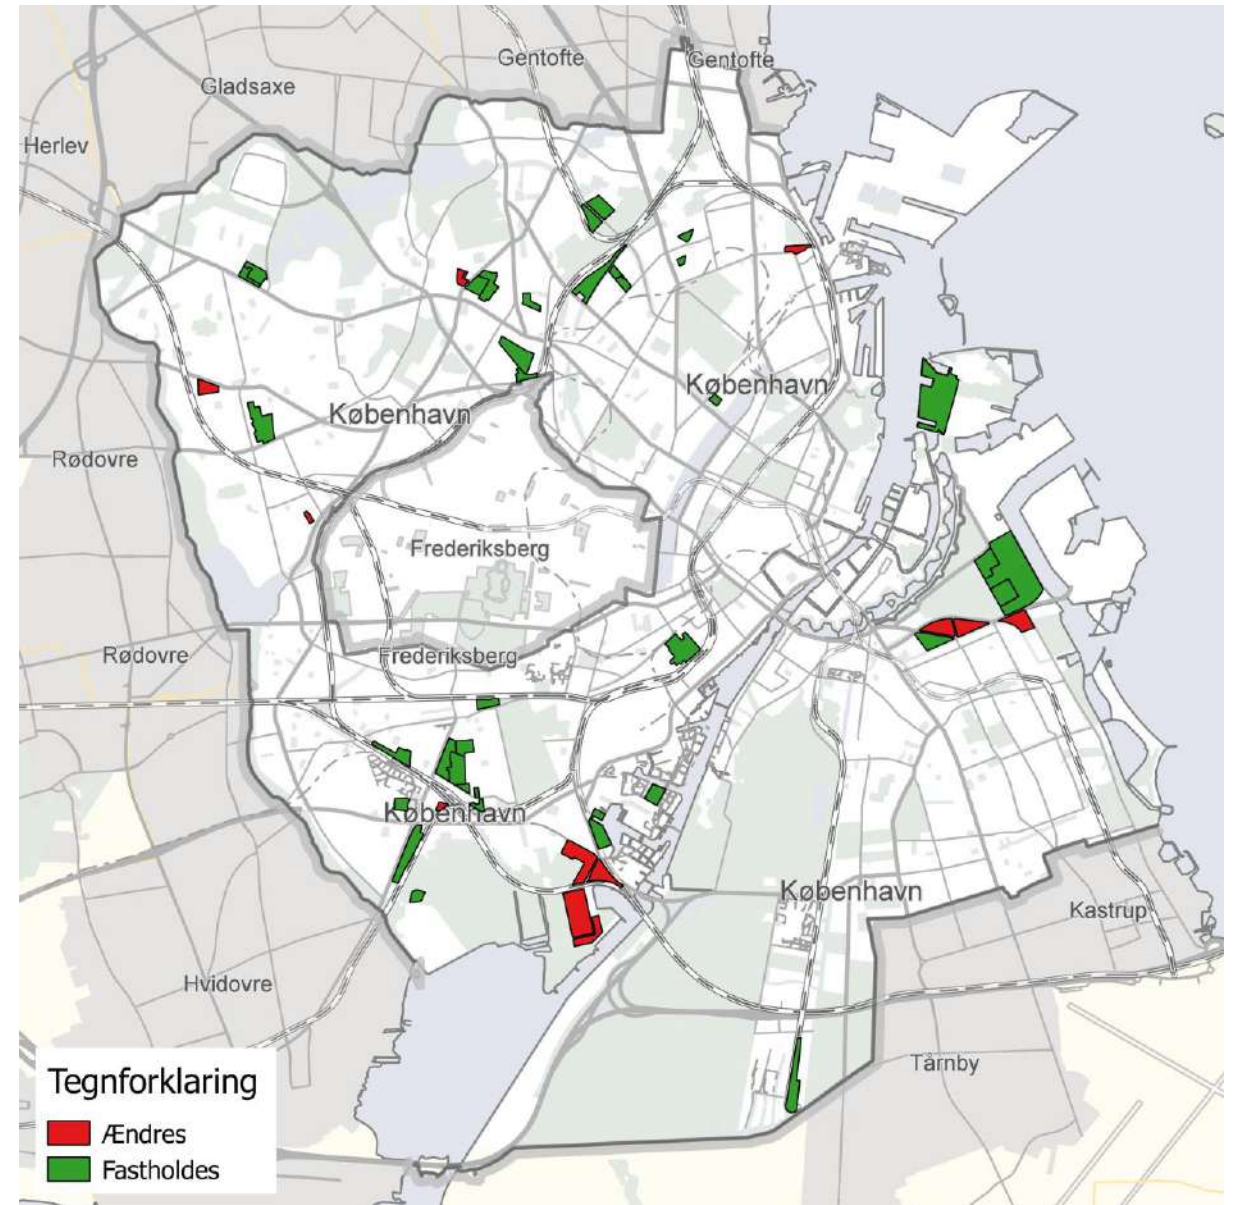 Gentofte
Gentofte
Gladsaxe
Herlev
København
København
Rødovre
Frederiksberg
Rødovre
Frederiksberg
København
København
Kastrup
Hvidovre
Tårnby
Tegnforklaring
Ændres
Fastholdes